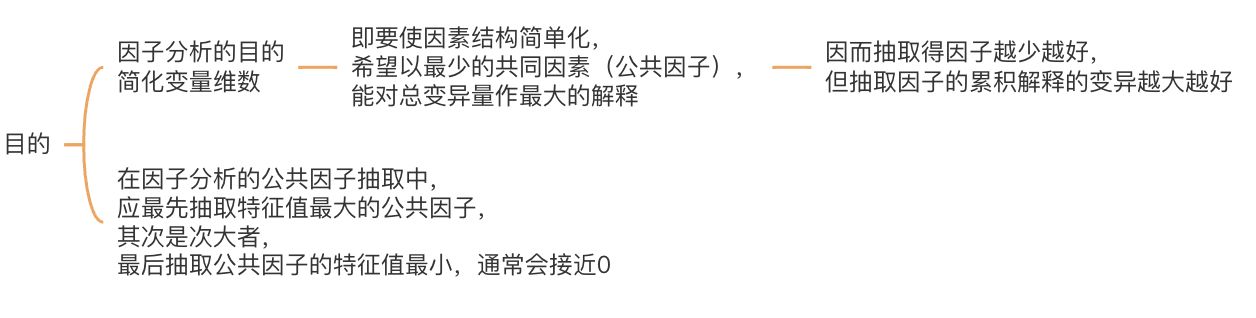 目的
因子分析的目的
简化变量维数
即要使因素结构简单化，
希望以最少的共同因素（公共因子），
能对总变异量作最大的解释
因而抽取得因子越少越好，
但抽取因子的累积解释的变异越大越好
在因子分析的公共因子抽取中，
应最先抽取特征值最大的公共因子，
其次是次大者，
最后抽取公共因子的特征值最小，通常会接近0